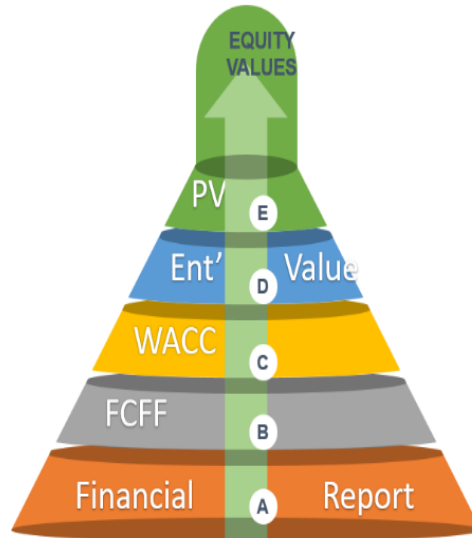 EQUITY
VALUES
PV
E
Ent’ Value
D
WACC
C
FCFF
B
Financial Report
A